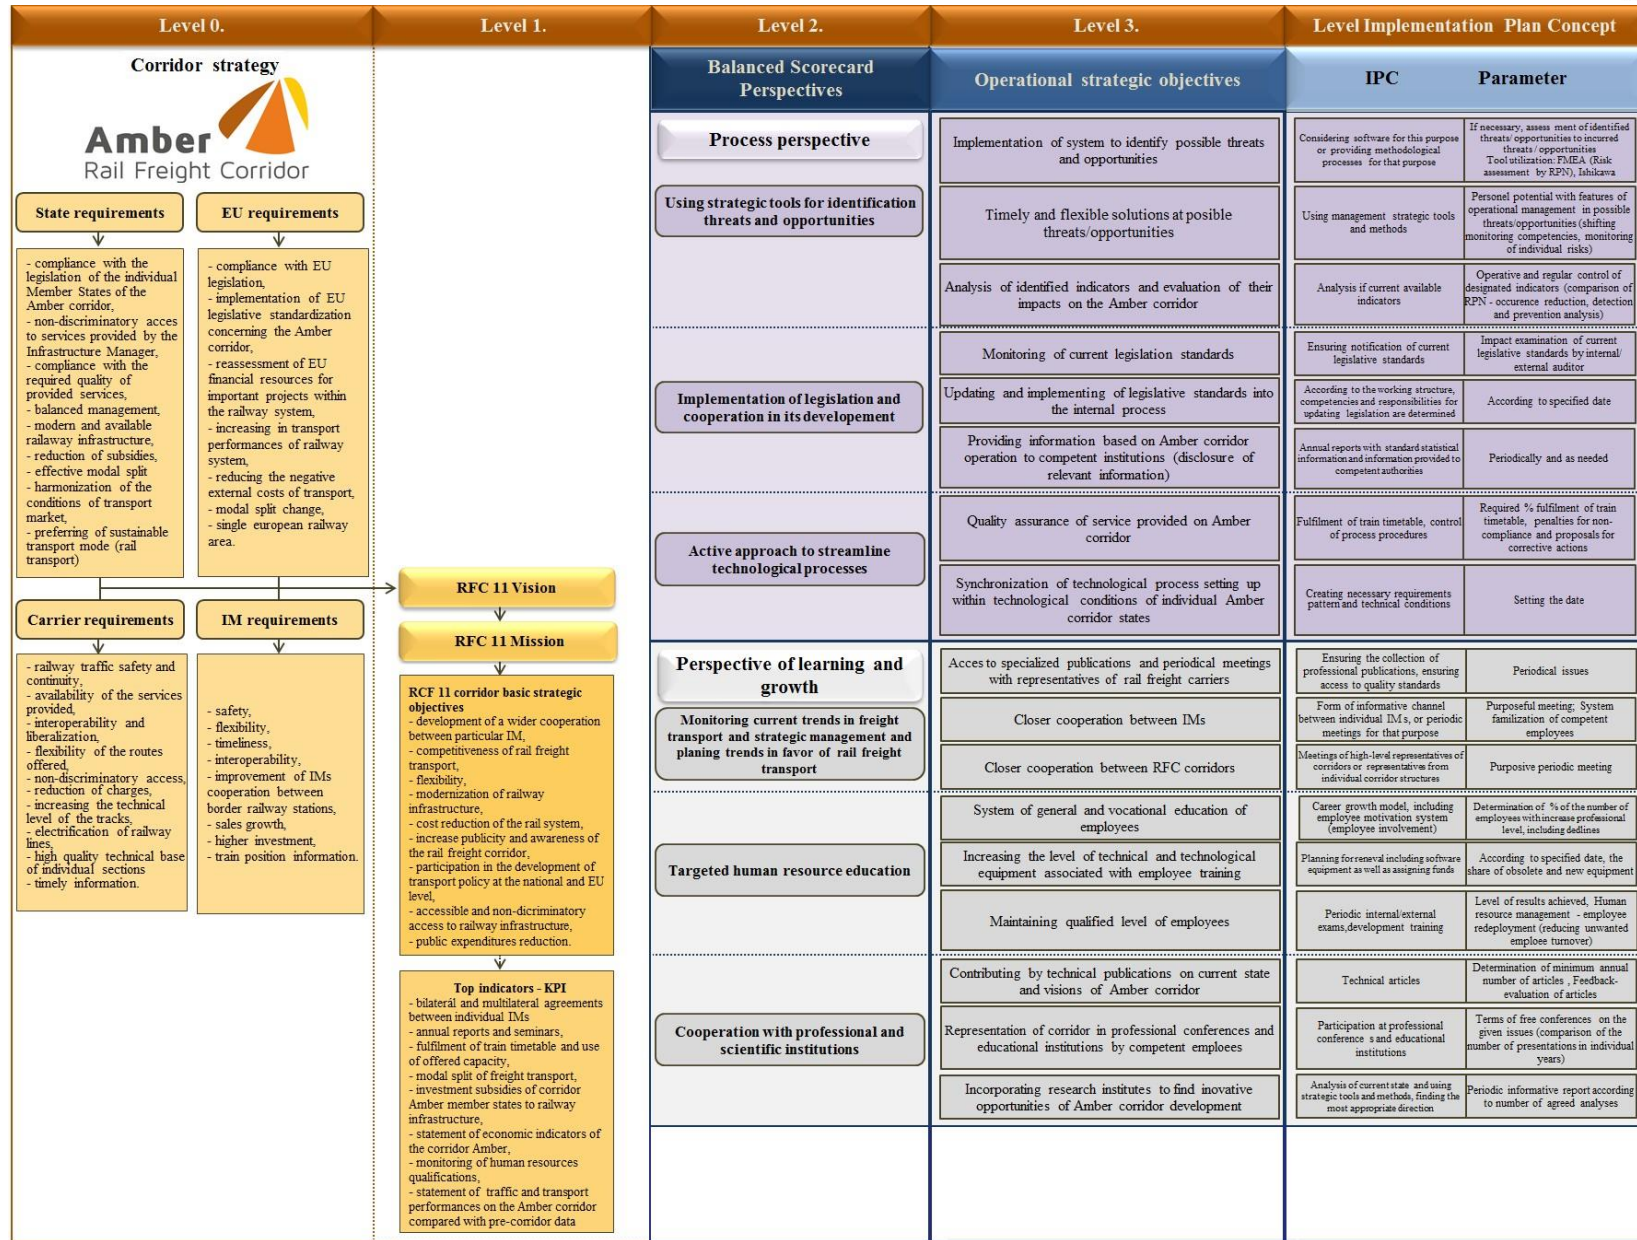 Level 0.
Level 1.
Level 2.
Level 3.
Level Implementation Plan Concept
Corridor strategy
Amber
Rail Freight Corridor
State requirements
- compliance with the
legislation of the individual
Member States of the
Amber corridor,
- non-discriminatory acces
to services provided by the
Infrastructure Manager,
- compliance with the
required quality of
provided services,
- balanced management,
- modern and available
railaway infrastructure,
- reduction of subsidies,
- effective modal split
- harmonization of the
conditions of transport
market,
- preferring of sustainable
transport mode (rail
transport)
EU requirements
- compliance with EU
legislation,
- implementation of EU
legislative standardization
concerning the Amber
corridor,
- reassessment of EU
financial resources for
important projects within
the railway system,
- increasing in transport
performances of railway
system,
- reducing the negative
external costs of transport,
- modal split change,
- single european railway
area.
Carrier requirements
- railway traffic safety and
continuity,
- availability of the services
provided,
- interoperability and
liberalization,
- flexibility of the routes
offered,
- non-discriminatory access,
- reduction of charges,
- increasing the technical
level of the tracks,
- electrification of railway
lines,
- high quality technical base
of individual sections
- timely information.
IM requirements
- safety,
- flexibility,
- timeliness,
- interoperability,
- improvement of IMs
cooperation between
border railway stations,
- sales growth,
- higher investment,
- train position information.
RFC 11 Vision
RFC 11 Mission
RCF 11 corridor basic strategic
objectives
- development of a wider cooperation
between particular IM,
- competitiveness of rail freight
transport,
- flexibility,
- modernization of railway
infrastructure,
- cost reduction of the rail system,
- increase publicity and awareness of
the rail freight corridor,
- participation in the development of
transport policy at the national and EU
level,
- accessible and non-dicriminatory
access to railway infrastructure,
- public expenditures reduction.
Top indicators - KPI
- bilaterál and multilateral agreements
between individual IMs
- annual reports and seminars,
- fulfilment of train timetable and use
of offered capacity,
- modal split of freight transport,
- investment subsidies of corridor
Amber member states to railway
infrastructure,
- statement of economic indicators of
the corridor Amber,
- monitoring of human resources
qualifications,
- statement of traffic and transport
performances on the Amber corridor
compared with pre-corridor data
Balanced Scorecard
Perspectives
Operational strategic objectives
IPC
Parameter
Process perspective
Using strategic tools for identification
threats and opportunities
Implementation of system to identify possible threats
and opportunities
Considering software for this purpose
or providing methodological
processes for that purpose
If necessary, assess ment of identified
threats/ opportunities to incurred
threats / opportunities
Tool utilization: FMEA (Risk
assessment by RPN), Ishikawa
Timely and flexible solutions at posible
threats/opportunities
Using management strategic tools
and methods
Personel potential with features of
operational management in possible
threats/opportunities (shifting
monitoring competencies, monitoring
of individual risks)
Analysis of identified indicators and evaluation of their
impacts on the Amber corridor
Analysis if current available
indicators
Operative and regular control of
designated indicators (comparison of
RPN - occurence reduction, detection
and prevention analysis)
Implementation of legislation and
cooperation in its developement
Monitoring of current legislation standards
Ensuring notification of current
legislative standards
Impact examination of current
legislative standards by internal/
external auditor
Updating and implementing of legislative standards into
the internal process
According to the working structure,
competencies and responsibilities for
updating legislation are determined
According to specified date
Providing information based on Amber corridor
operation to competent institutions (disclosure of
relevant information)
Annual reports with standard statistical
information and information provided to
competent authorities
Periodically and as needed
Active approach to streamline
technological processes
Quality assurance of service provided on Amber
corridor
Fulfilment of train timetable, control
of process procedures
Required % fulfilment of train
timetable, penalties for non-
compliance and proposals for
corrective actions
Synchronization of technological process setting up
within technological conditions of individual Amber
corridor states
Creating necessary requirements
pattern and technical conditions
Setting the date
Perspective of learning and
growth
Monitoring current trends in freight
transport and strategic management and
planing trends in favor of rail freight
transport
Acces to specialized publications and periodical meetings
with representatives of rail freight carriers
Ensuring the collection of
professional publications, ensuring
access to quality standards
Periodical issues
Closer cooperation between IMs
Form of informative channel
between individual IM s, or periodic
meetings for that purpose
Purposeful meeting; System
familization of competent
employees
Closer cooperation between RFC corridors
Meetings of high-level representatives of
corridors or representatives from
individual corridor structures
Purposive periodic meeting
Targeted human resource education
System of general and vocational education of
employees
Career growth model, including
employee motivation system
(employee involvement)
Determination of % of the number of
employees with increase professional
level, including dedlines
Increasing the level of technical and technological
equipment associated with employee training
Planning for reneval including software
equipment as well as assigning funds
According to specified date, the
share of obsolete and new equipment
Maintaining qualified level of employees
Periodic internal/external
exams,development training
Level of results achieved, Human
resource management - employee
redeployment (reducing unwanted
emploee turnover)
Cooperation with professional and
scientific institutions
Contributing by technical publications on current state
and visions of Amber corridor
Technical articles
Determination of minimum annual
number of articles , Feedback-
evaluation of articles
Representation of corridor in professional conferences and
educational institutions by competent emploees
Participation at professional
conference s and educational
institutions
Terms of free conferences on the
given issues (comparison of the
number of presentations in individual
years)
Incorporating research institutes to find inovative
opportunities of Amber corridor development
Analysis of current state and using
strategic tools and methods, finding the
most appropriate direction
Periodic informative report according
to number of agreed analyses